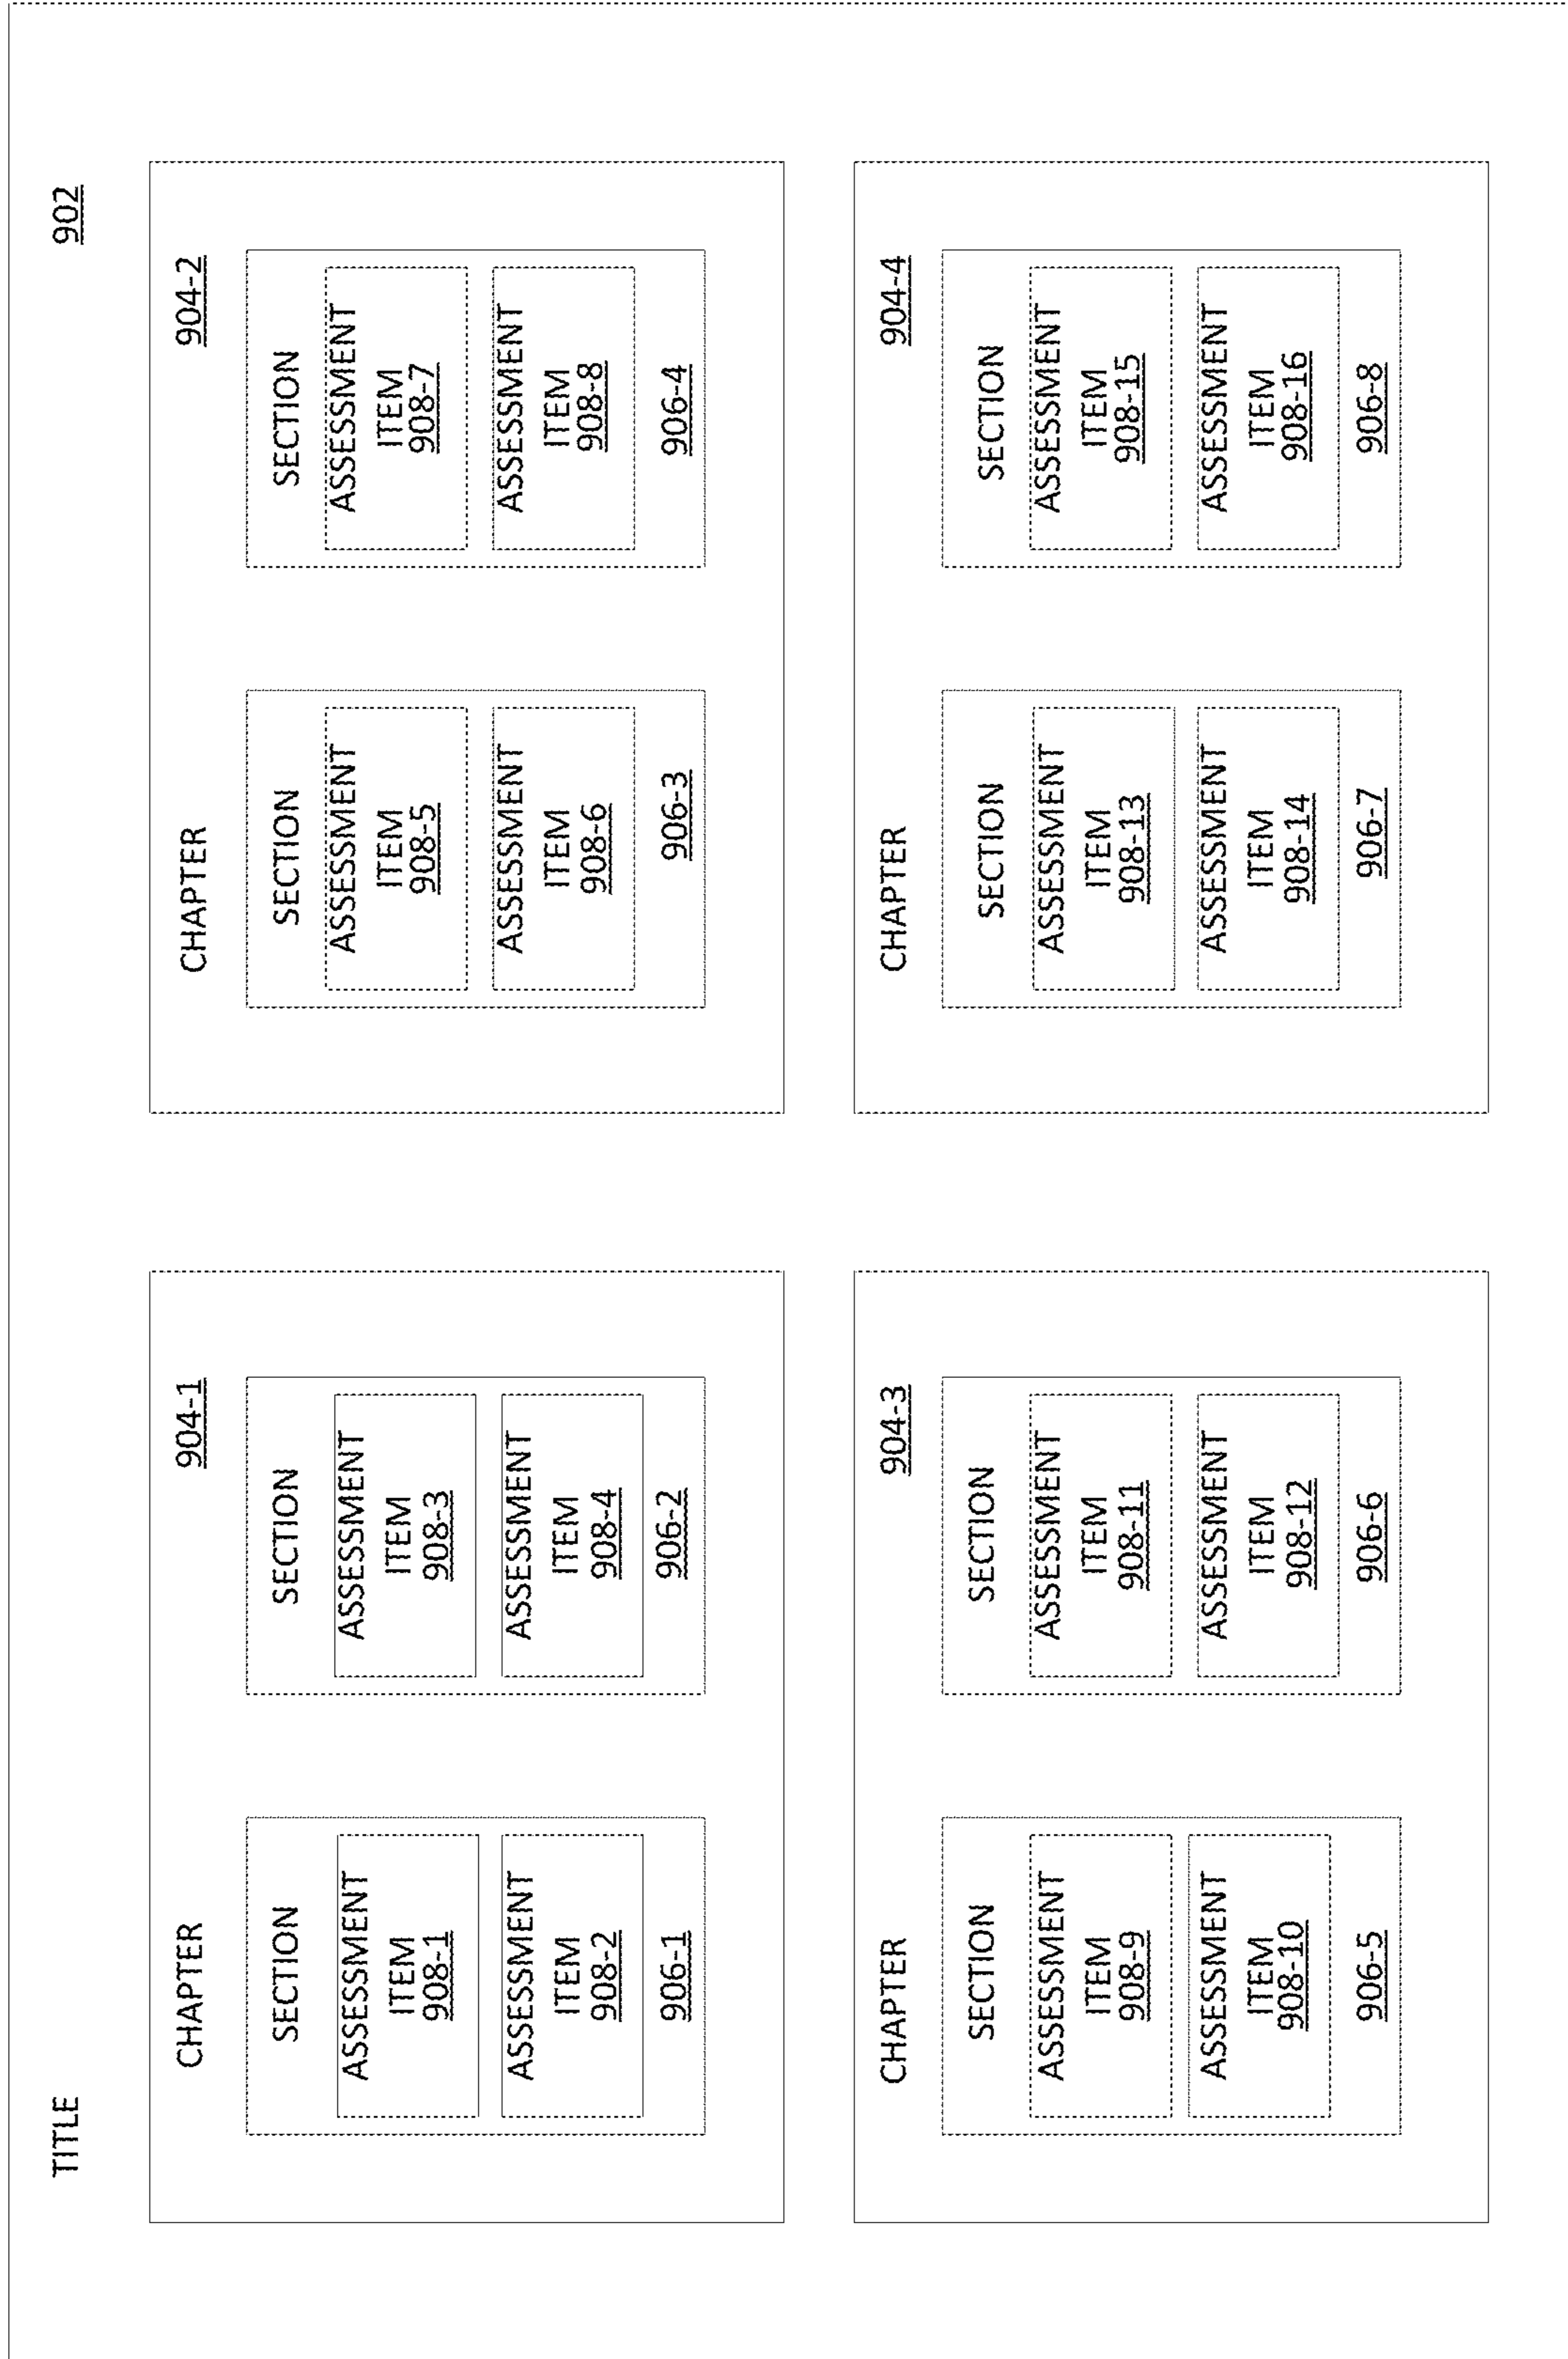 TITLE 902
CHAPTER 904-1
SECTION
ASSESSMENT
ITEM
908-1
ASSESSMENT
ITEM
908-2
906-1
SECTION
ASSESSMENT
ITEM
908-3
ASSESSMENT
ITEM
908-4
906-2
CHAPTER 904-2
SECTION
ASSESSMENT
ITEM
908-5
ASSESSMENT
ITEM
908-6
906-3
SECTION
ASSESSMENT
ITEM
908-7
ASSESSMENT
ITEM
908-8
906-4
CHAPTER 904-3
SECTION
ASSESSMENT
ITEM
908-9
ASSESSMENT
ITEM
908-10
906-5
SECTION
ASSESSMENT
ITEM
908-11
ASSESSMENT
ITEM
908-12
906-6
CHAPTER 904-4
SECTION
ASSESSMENT
ITEM
908-13
ASSESSMENT
ITEM
908-14
906-7
SECTION
ASSESSMENT
ITEM
908-15
ASSESSMENT
ITEM
908-16
906-8